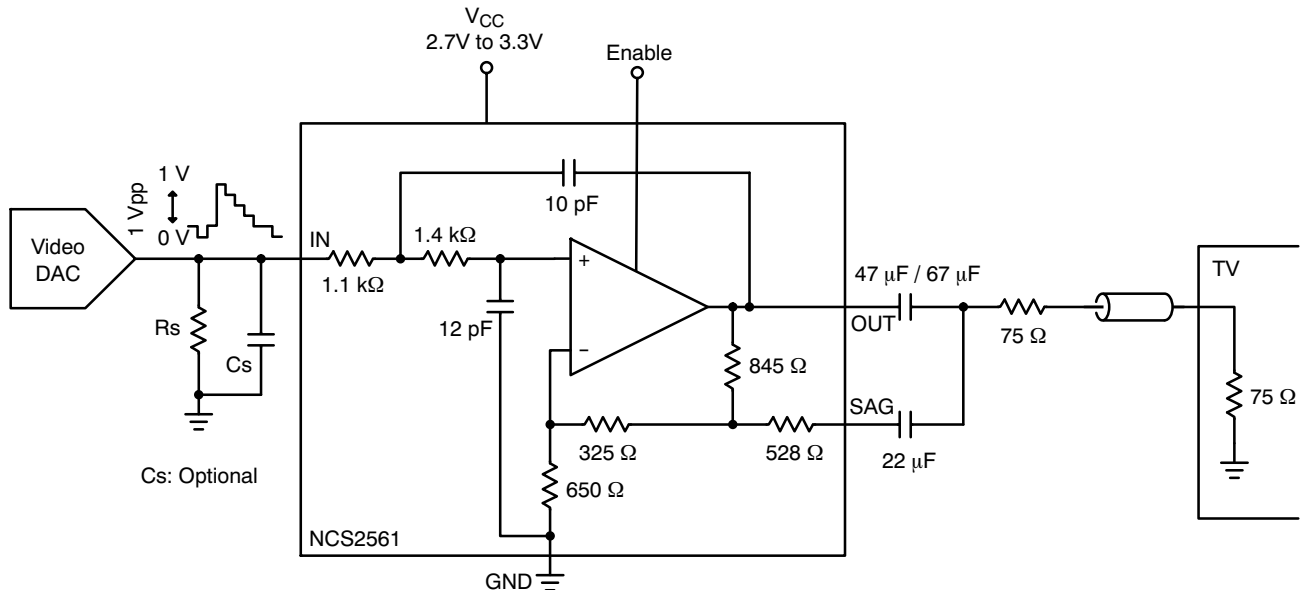 V_CC
2.7V to 3.3V
Enable
1 Vpp
1 V
0 V
Video
DAC
IN
1.1 kΩ
1.4 kΩ
10 pF
12 pF
+
−
Rs
Cs
Cs: Optional
845 Ω
325 Ω
528 Ω
650 Ω
NCS2561
GND
47 μF / 67 μF
OUT
SAG
22 μF
75 Ω
TV
75 Ω